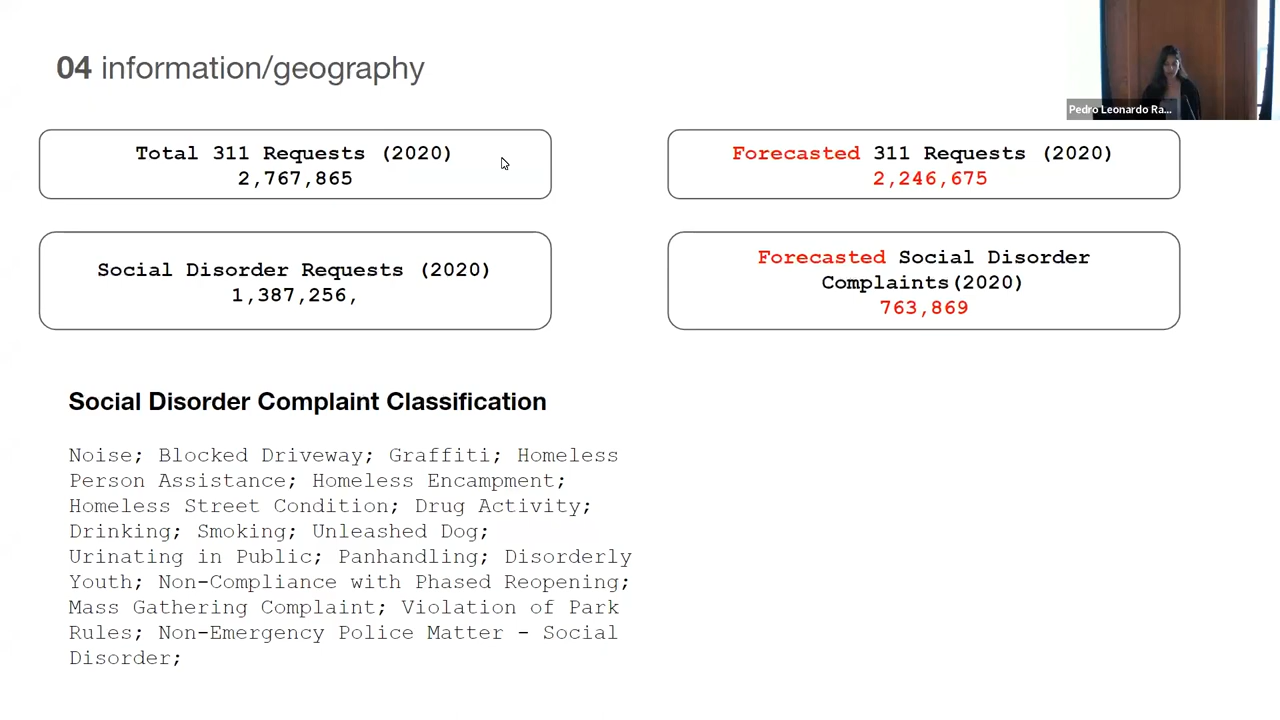 04 information/geography
Pedro Leonardo Ra...
Total 311 Requests (2020)
2,767,865
Forecasted 311 Requests (2020)
2,246,675
Social Disorder Requests (2020)
1,387,256,
Forecasted Social Disorder
Complaints(2020)
763,869
Social Disorder Complaint Classification
Noise; Blocked Driveway; Graffiti; Homeless
Person Assistance; Homeless Encampment;
Homeless Street Condition; Drug Activity;
Drinking; Smoking; Unleashed Dog;
Urinating in Public; Panhandling; Disorderly
Youth; Non-Compliance with Phased Reopening;
Mass Gathering Complaint; Violation of Park
Rules; Non-Emergency Police Matter - Social
Disorder;